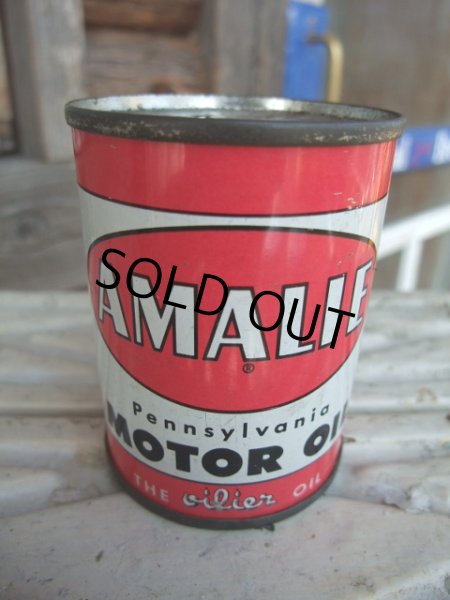 AMALIE
®
SOLD OUT
pennsylvania
MOTOR OIL
THE oilier OIL